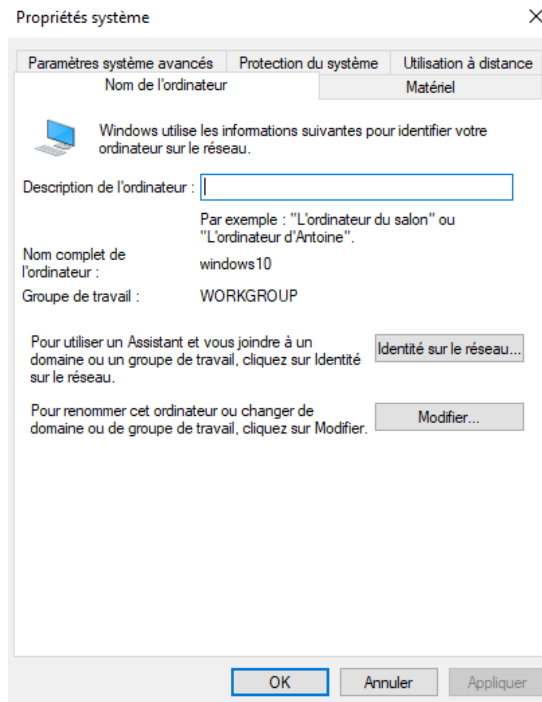 Propriétés système
Paramètres système avancés
Protection du système
Utilisation à distance
Nom de l'ordinateur
Matériel
Windows utilise les informations suivantes pour identifier votre
ordinateur sur le réseau.
Description de l'ordinateur :
Par exemple : "L'ordinateur du salon" ou
"L'ordinateur d'Antoine".
Nom complet de
l'ordinateur :
windows10
Groupe de travail :
WORKGROUP
Pour utiliser un Assistant et vous joindre à un
domaine ou un groupe de travail, cliquez sur Identité
sur le réseau.
Identité sur le réseau...
Pour renommer cet ordinateur ou changer de
domaine ou de groupe de travail, cliquez sur Modifier.
Modifier...
OK
Annuler
Appliquer